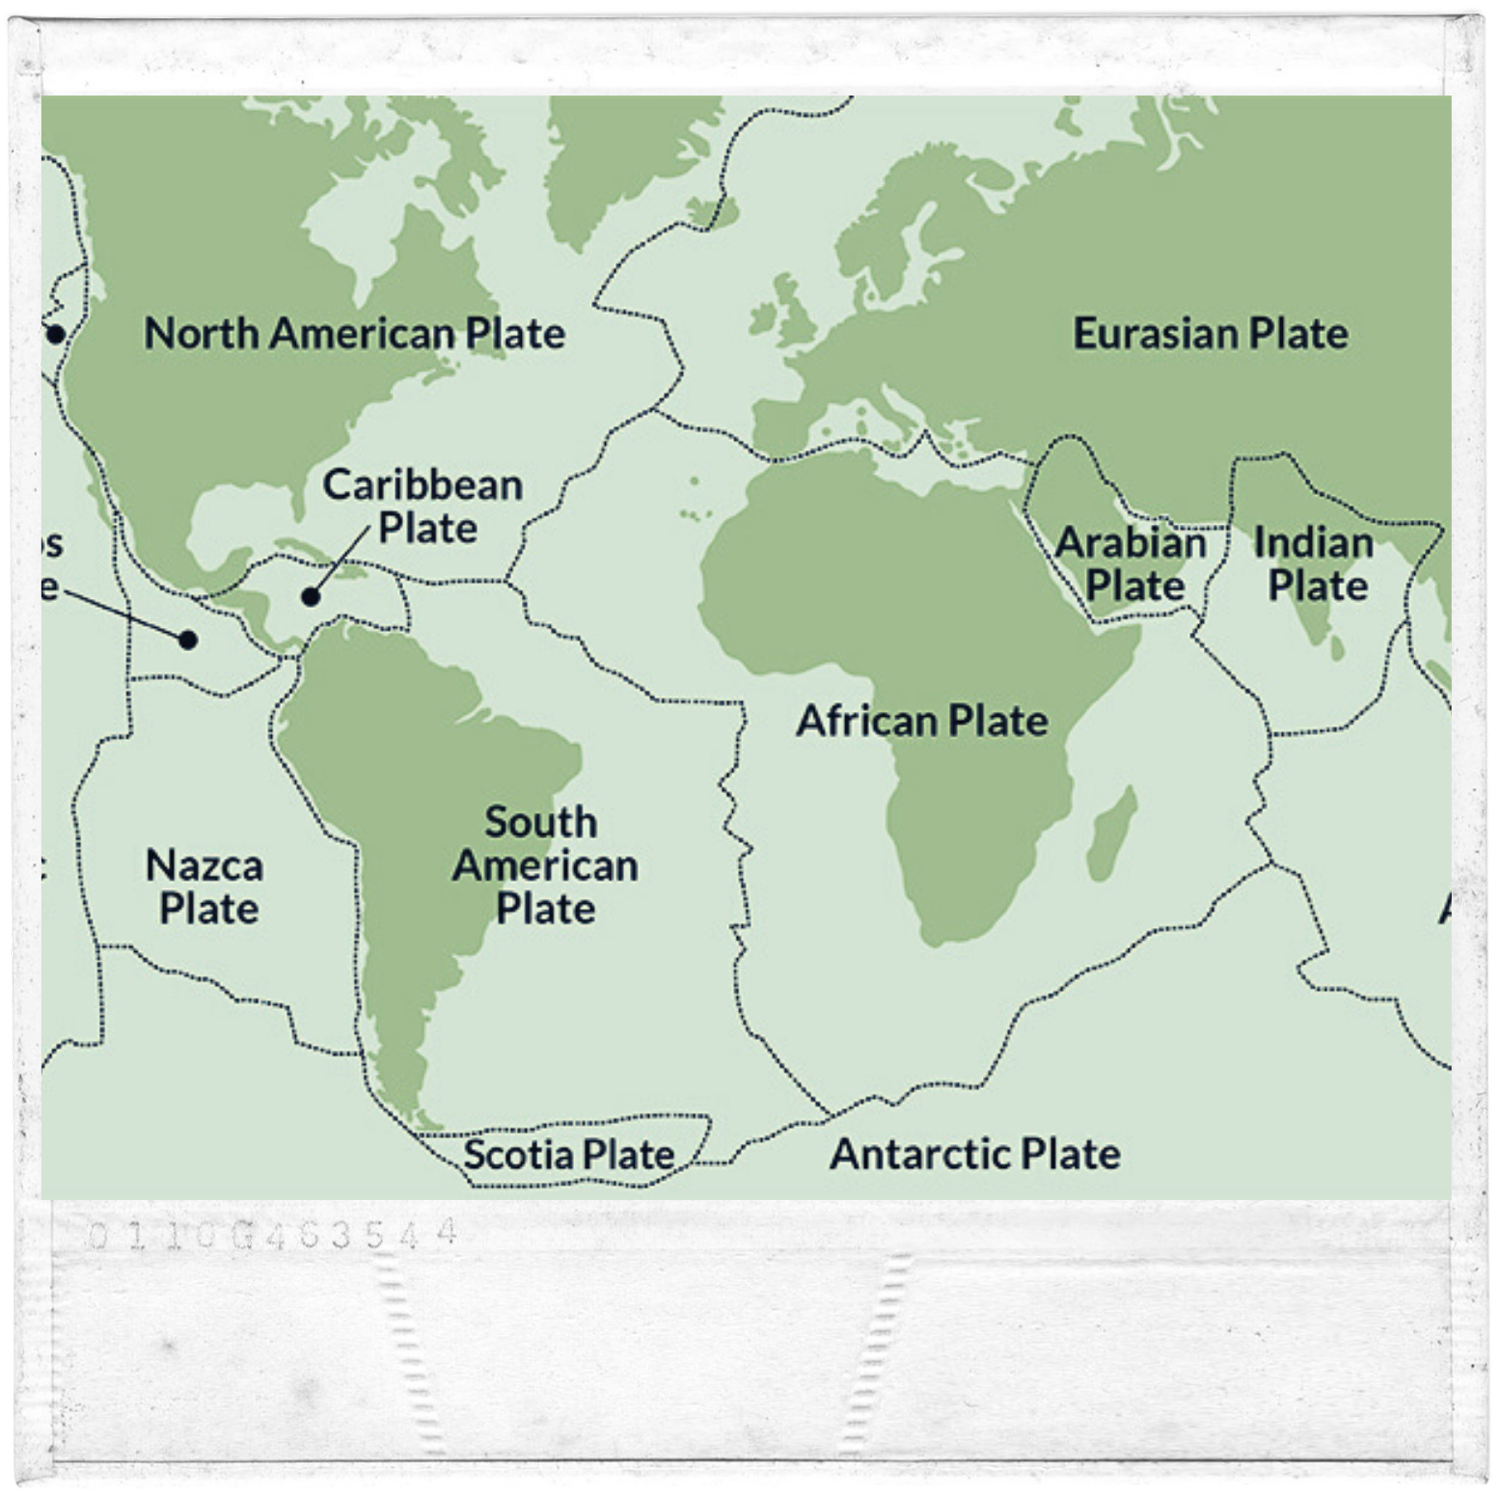 North American Plate
Eurasian Plate
Caribbean
Plate
os
e
Arabian
Plate
Indian
Plate
African Plate
South
American
Plate
Nazca
Plate
Scotia Plate
Antarctic Plate